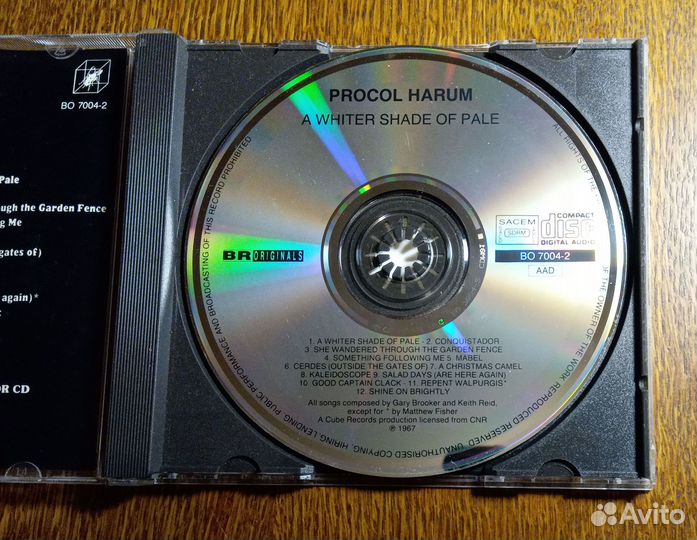 BO 7004-2
Pale
ugh the Garden Fence
g Me
gates of)
again)*
OR CD
PROCOL HARUM
A WHITER SHADE OF PALE
BR ORIGINALS
SACEM
SDRM
COMPACT
disc
DIGITAL AUDIO
BO 7004-2
AAD
1. A WHITER SHADE OF PALE - 2. CONQUISTADOR
3. SHE WANDERED THROUGH THE GARDEN FENCE
4. SOMETHING FOLLOWING ME 5. MABEL
6. CERDES (OUTSIDE THE GATES OF) 7. A CHRISTMAS CAMEL
8. KALEIDOSCOPE 9. SALAD DAYS (ARE HERE AGAIN)
10. GOOD CAPTAIN CLACK - 11. REPENT WALPURGIS*
12. SHINE ON BRIGHTLY
All songs composed by Gary Brooker and Keith Reid,
except for * by Matthew Fisher
A Cube Records production licensed from CNR
℗ 1967
ALL RIGHTS OF THE
OF THE OWNER OF THE WORK REPRODUCED RESERVED. UNAUTHORISED COPYING, HIRING, LENDING, PUBLIC PERFORMANCE AND BROADCASTING OF THIS RECORD PROHIBITED
Avito